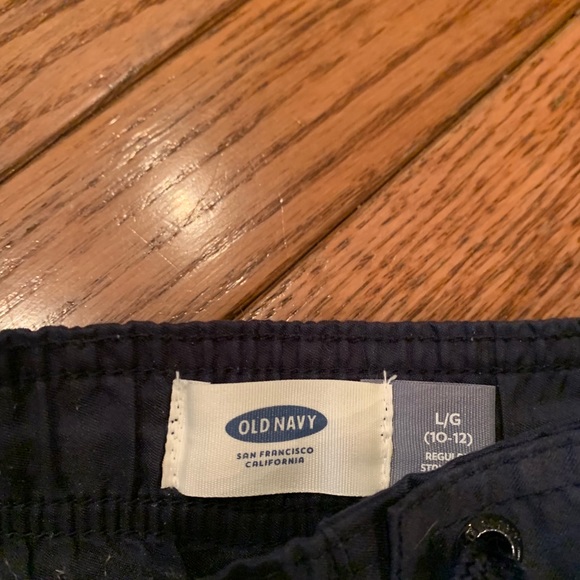 OLD NAVY
SAN FRANCISCO
CALIFORNIA
L/G
(10-12)